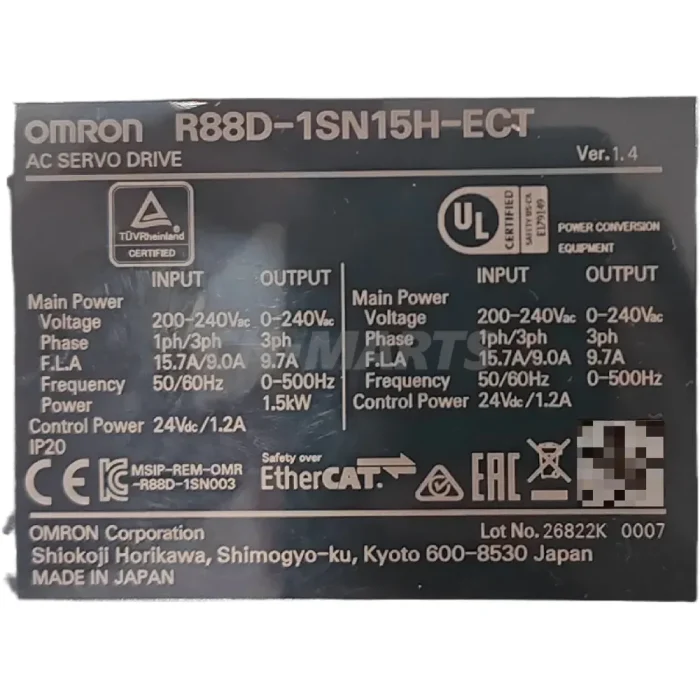 OMRON R88D-1SN15H-ECT
AC SERVO DRIVE
Ver.1.4
TÜVRheinland
CERTIFIED
UL
CERTIFIED
SAFETY US-CA
E179149
POWER CONVERSION
EQUIPMENT
INPUT OUTPUT
Main Power
Voltage 200-240Vac 0-240Vac
Phase 1ph/3ph 3ph
F.L.A 15.7A/9.0A 9.7A
Frequency 50/60Hz 0-500Hz
Power 1.5kW
Control Power 24Vdc/1.2A
IP20
INPUT OUTPUT
Main Power
Voltage 200-240Vac 0-240Vac
Phase 1ph/3ph 3ph
F.L.A 15.7A/9.0A 9.7A
Frequency 50/60Hz 0-500Hz
Control Power 24Vdc/1.2A
CE
MSIP-REM-OMR
-R88D-1SN003
Safety over
EtherCAT
EAC
OMRON Corporation
Lot No. 26822K 0007
Shiokoji Horikawa, Shimogyo-ku, Kyoto 600-8530 Japan
MADE IN JAPAN